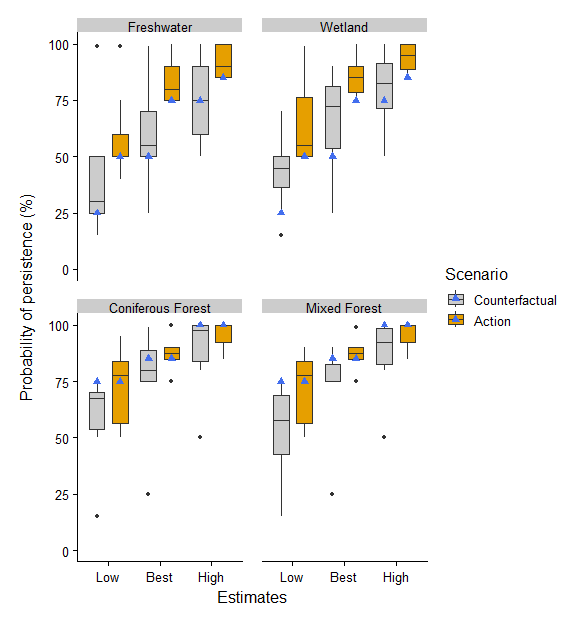 Freshwater Wetland
100
75
50
25
0
Coniferous Forest Mixed Forest
100
75
50
25
0
Low Best High Low Best High
Estimates
Probability of persistence (%)
Scenario
Counterfactual
Action